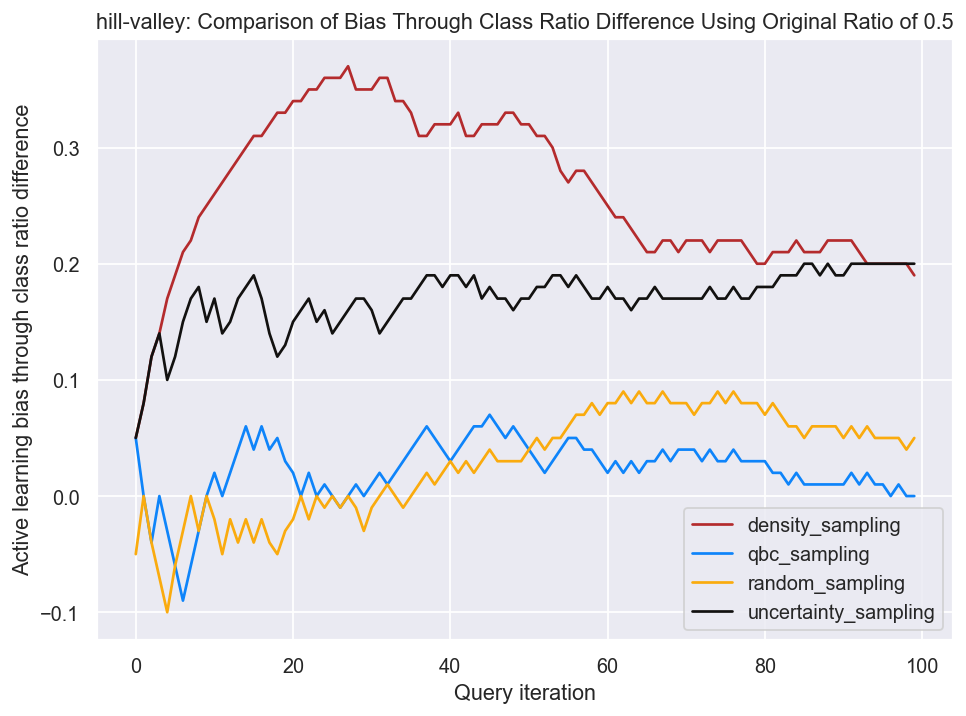 hill-valley: Comparison of Bias Through Class Ratio Difference Using Original Ratio of 0.5
Active learning bias through class ratio difference
0.3
0.2
0.1
0.0
−0.1
0
20
40
60
80
100
Query iteration
density_sampling
qbc_sampling
random_sampling
uncertainty_sampling